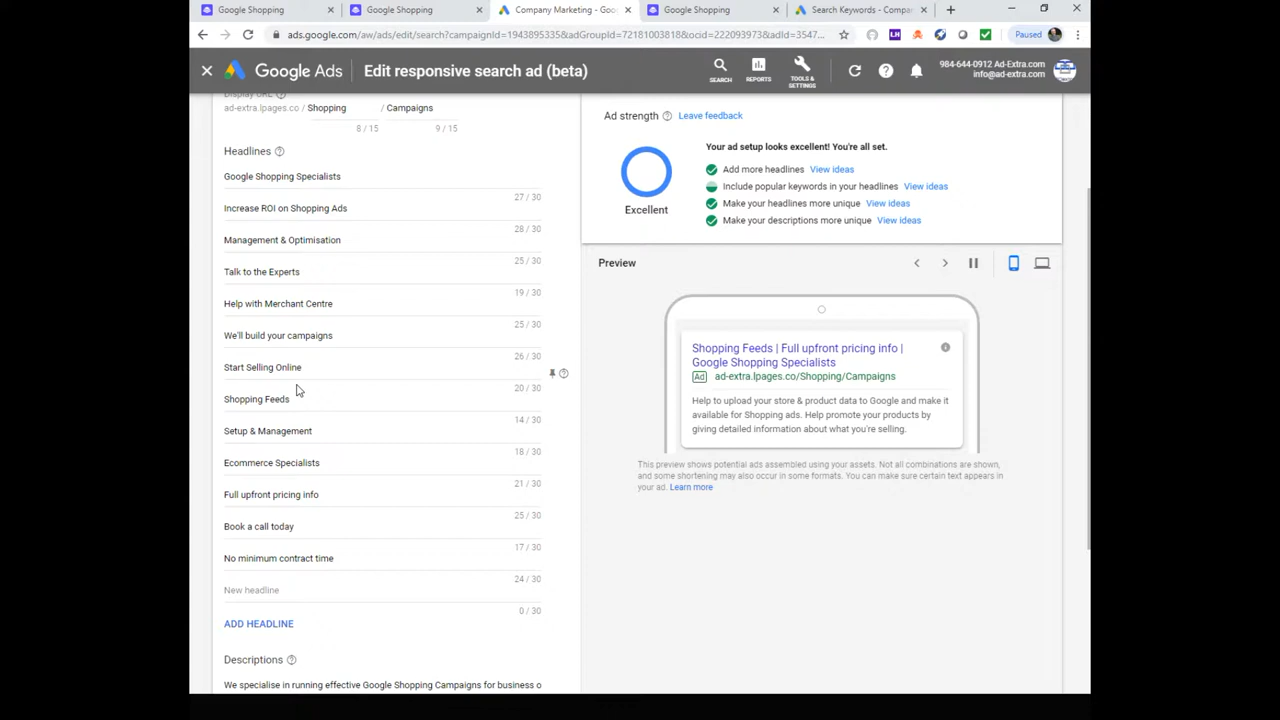 Google Shopping
Google Shopping
Company Marketing - Goo
Google Shopping
Search Keywords - Compa
ads.google.com/aw/ads/edit/search?campaignId=1943895335&adGroupId=72181003818&ocid=222093973&adId=3547...
LH
Paused
Google Ads
Edit responsive search ad (beta)
SEARCH
REPORTS
TOOLS & SETTINGS
984-644-0912 Ad-Extra.com
info@ad-extra.com
Display URL
ad-extra.lpages.co / Shopping / Campaigns
8 / 15
9 / 15
Headlines
Google Shopping Specialists
27 / 30
Increase ROI on Shopping Ads
28 / 30
Management & Optimisation
25 / 30
Talk to the Experts
19 / 30
Help with Merchant Centre
25 / 30
We'll build your campaigns
26 / 30
Start Selling Online
20 / 30
Shopping Feeds
14 / 30
Setup & Management
18 / 30
Ecommerce Specialists
21 / 30
Full upfront pricing info
25 / 30
Book a call today
17 / 30
No minimum contract time
24 / 30
New headline
0 / 30
ADD HEADLINE
Descriptions
We specialise in running effective Google Shopping Campaigns for business o
Ad strength
Leave feedback
Excellent
Your ad setup looks excellent! You're all set.
Add more headlines View ideas
Include popular keywords in your headlines View ideas
Make your headlines more unique View ideas
Make your descriptions more unique View ideas
Preview
Shopping Feeds | Full upfront pricing info |
Google Shopping Specialists
Ad ad-extra.lpages.co/Shopping/Campaigns
Help to upload your store & product data to Google and make it
available for Shopping ads. Help promote your products by
giving detailed information about what you're selling.
This preview shows potential ads assembled using your assets. Not all combinations are shown,
and some shortening may also occur in some formats. You can make sure certain text appears in
your ad. Learn more